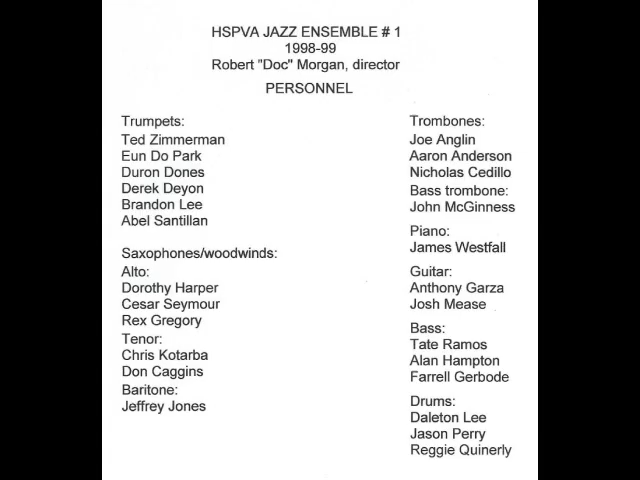 HSPVA JAZZ ENSEMBLE # 1
1998-99
Robert "Doc" Morgan, director
PERSONNEL
Trumpets:
Ted Zimmerman
Eun Do Park
Duron Dones
Derek Deyon
Brandon Lee
Abel Santillan
Saxophones/woodwinds:
Alto:
Dorothy Harper
Cesar Seymour
Rex Gregory
Tenor:
Chris Kotarba
Don Caggins
Baritone:
Jeffrey Jones
Trombones:
Joe Anglin
Aaron Anderson
Nicholas Cedillo
Bass trombone:
John McGinness
Piano:
James Westfall
Guitar:
Anthony Garza
Josh Mease
Bass:
Tate Ramos
Alan Hampton
Farrell Gerbode
Drums:
Daleton Lee
Jason Perry
Reggie Quinerly